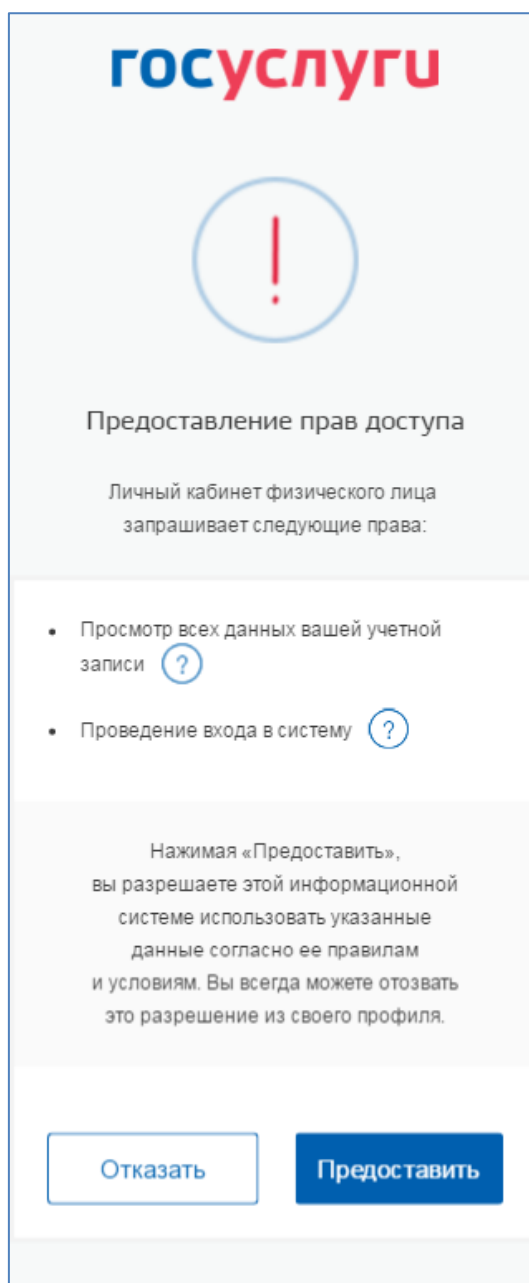 госуслуги
!
Предоставление прав доступа
Личный кабинет физического лица
запрашивает следующие права:
• Просмотр всех данных вашей учетной
записи ?
• Проведение входа в систему ?
Нажимая «Предоставить»,
вы разрешаете этой информационной
системе использовать указанные
данные согласно ее правилам
и условиям. Вы всегда можете отозвать
это разрешение из своего профиля.
Отказать Предоставить